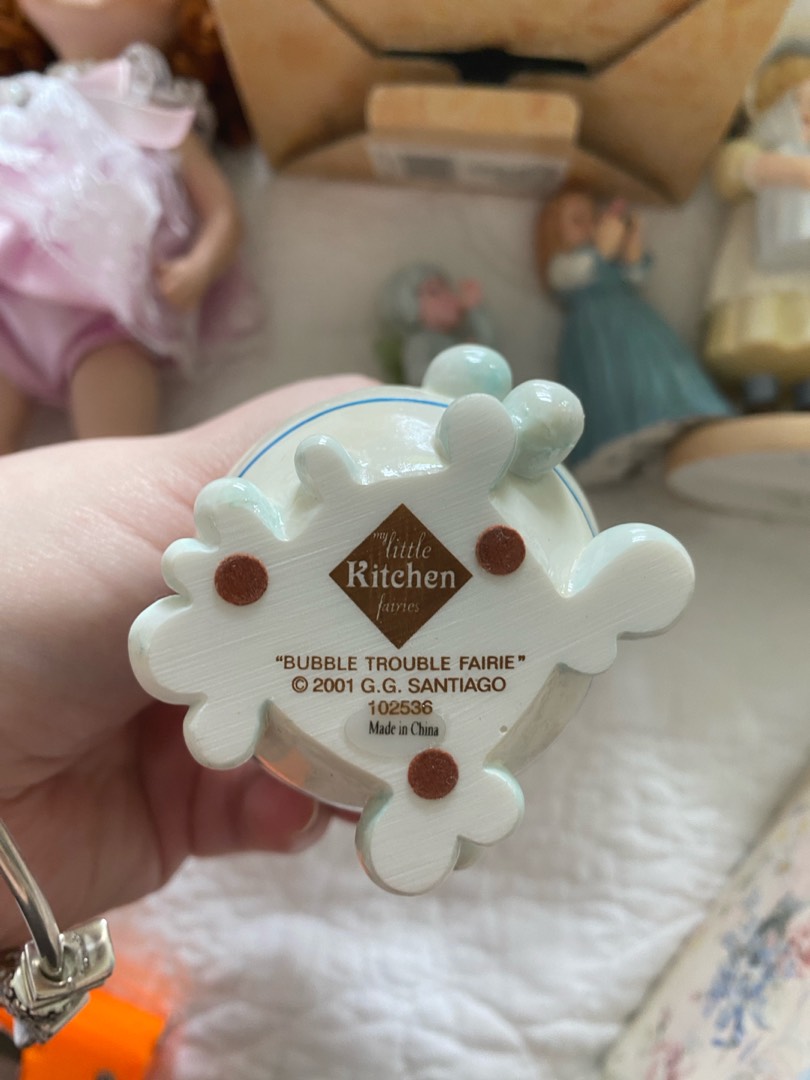 my
little
Kitchen
fairies
"BUBBLE TROUBLE FAIRIE"
© 2001 G.G. SANTIAGO
102536
Made in China